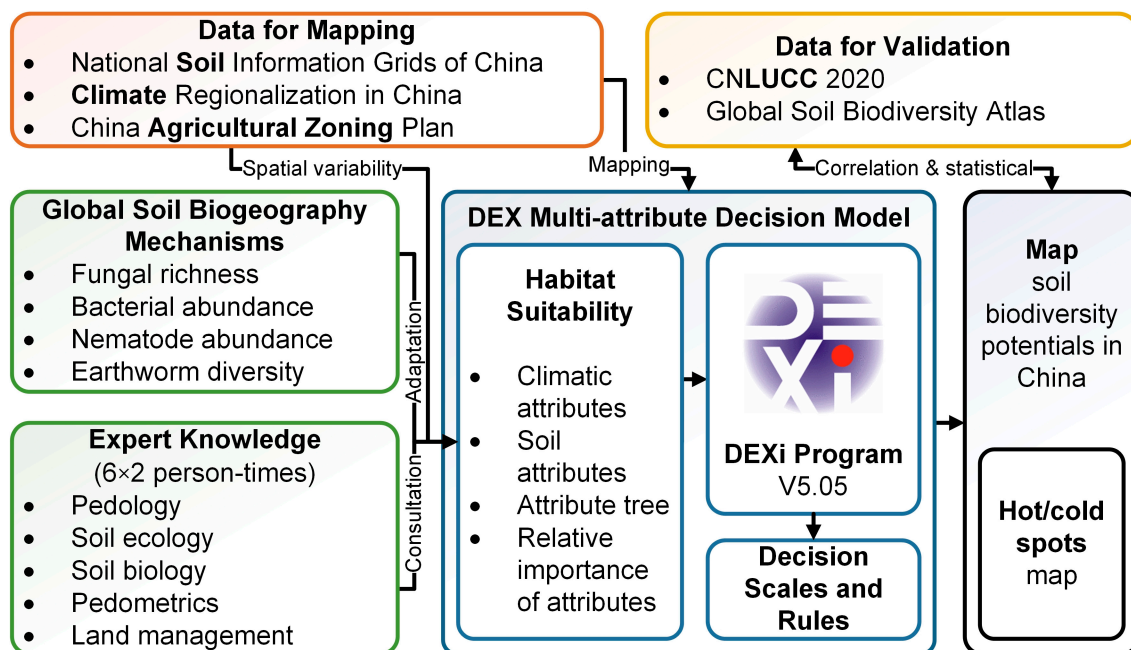 Data for Mapping
• National Soil Information Grids of China
• Climate Regionalization in China
• China Agricultural Zoning Plan
Data for Validation
• CNLUCC 2020
• Global Soil Biodiversity Atlas
Spatial variability
Mapping
Correlation & statistical
Global Soil Biogeography
Mechanisms
• Fungal richness
• Bacterial abundance
• Nematode abundance
• Earthworm diversity
Adaptation
Expert Knowledge
(6×2 person-times)
• Pedology
• Soil ecology
• Soil biology
• Pedometrics
• Land management
Consultation
DEX Multi-attribute Decision Model
Habitat
Suitability
• Climatic
attributes
• Soil
attributes
• Attribute tree
• Relative
importance
of attributes
DE
Xi
DEXi Program
V5.05
Decision
Scales and
Rules
Map
soil
biodiversity
potentials in
China
Hot/cold
spots
map